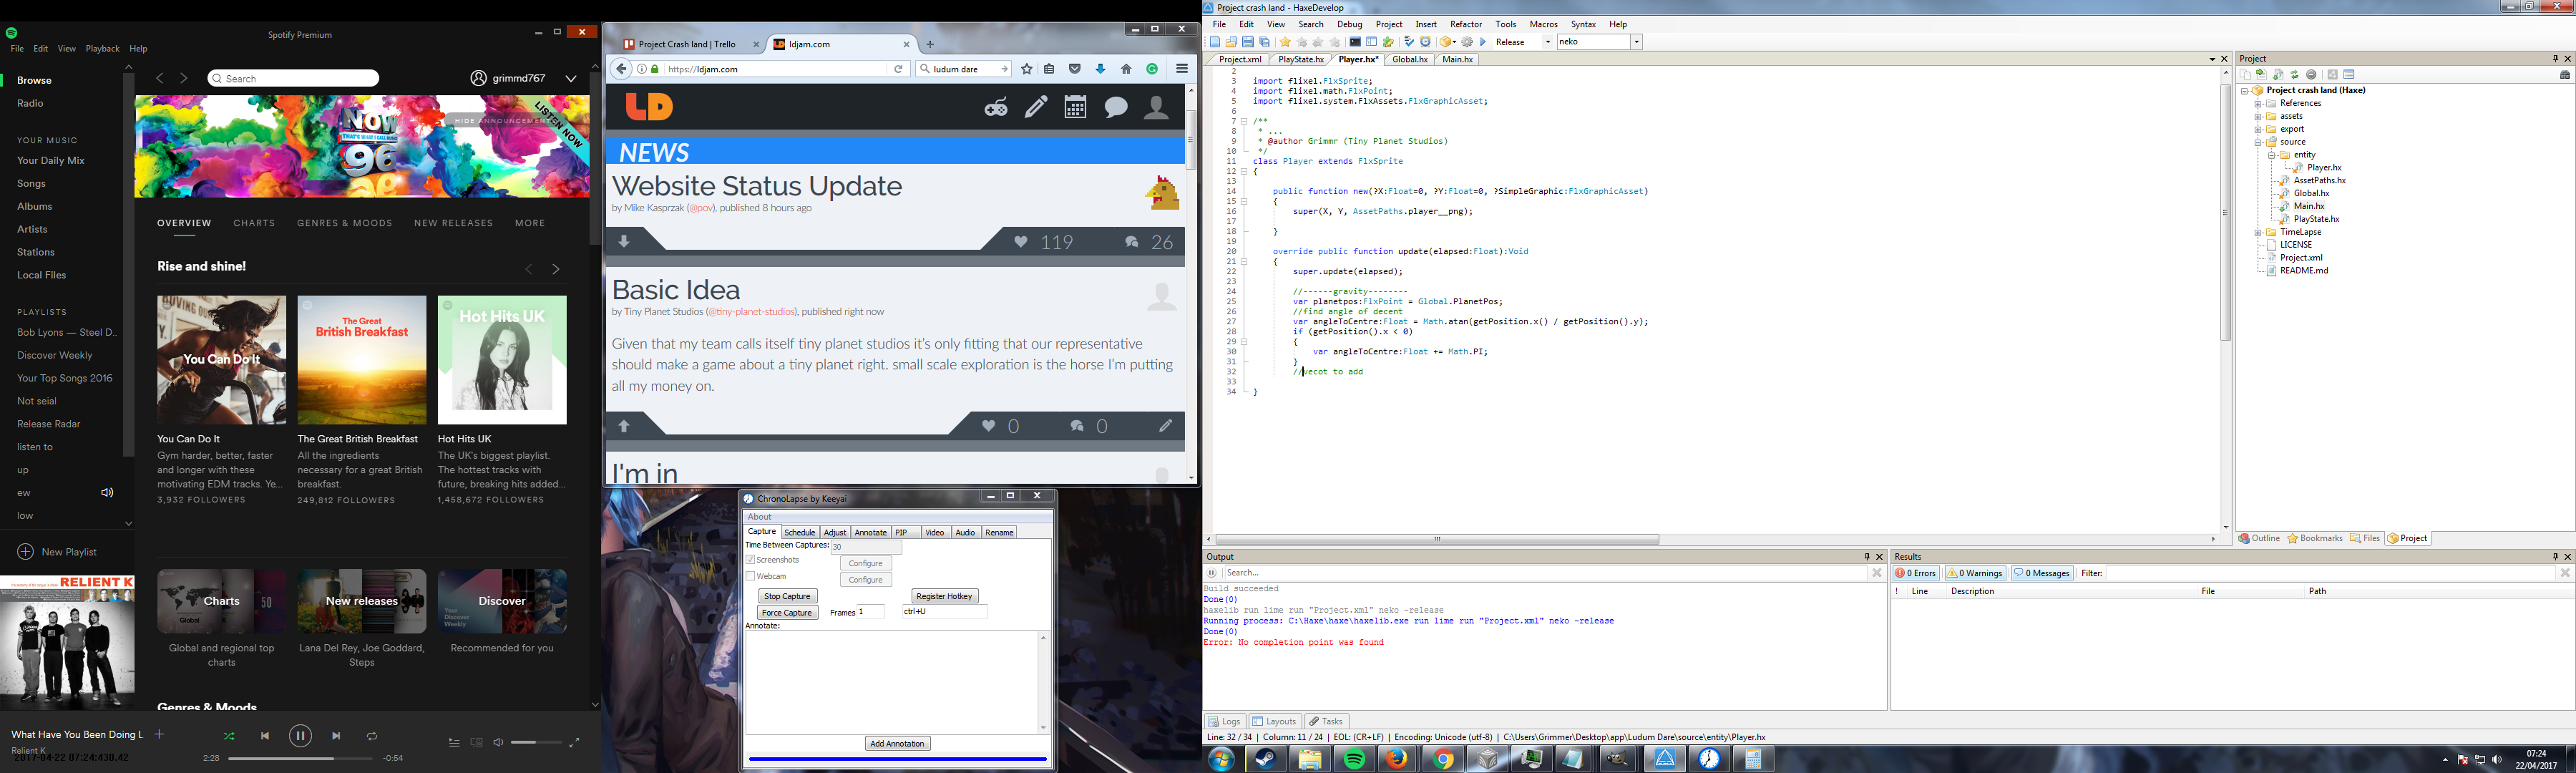 Spotify Premium
File Edit View Playback Help
Browse
Radio
YOUR MUSIC
Your Daily Mix
Songs
Albums
Artists
Stations
Local Files
PLAYLISTS
Bob Lyons — Steel D..
Discover Weekly
Your Top Songs 2016
Not seial
Release Radar
listen to
up
ew
low
New Playlist
RELIENT K
Search
grimmd767
NOW
THAT'S WHAT I CALL MUSIC
96
HIDE ANNOUNCEMENT
LISTEN NOW
OVERVIEW CHARTS GENRES & MOODS NEW RELEASES MORE
Rise and shine!
You Can Do It
The Great
British Breakfast
Hot Hits UK
You Can Do It
Gym harder, better, faster
and longer with these
motivating EDM tracks. Ye...
3,932 FOLLOWERS
The Great British Breakfast
All the ingredients
necessary for a great British
breakfast.
249,812 FOLLOWERS
Hot Hits UK
The UK's biggest playlist.
The hottest tracks with
future, breaking hits added...
1,458,672 FOLLOWERS
Charts
New releases
Discover
Global and regional top
charts
Lana Del Rey, Joe Goddard,
Steps
Recommended for you
Genres & Moods
What Have You Been Doing L
Relient K
2017-04-22 07:24:430.42
2:28
-0:54
Project Crash land | Trello
ldjam.com
https://ldjam.com
ludum dare
LD
NEWS
Website Status Update
by Mike Kasprzak (@pov), published 8 hours ago
119 26
Basic Idea
by Tiny Planet Studios (@tiny-planet-studios), published right now
Given that my team calls itself tiny planet studios it's only fitting that our representative
should make a game about a tiny planet right. small scale exploration is the horse I'm putting
all my money on.
0 0
I'm in
ChronoLapse by Keeyai
About
Capture Schedule Adjust Annotate PIP Video Audio Rename
Time Between Captures: 30
Screenshots Configure
Webcam Configure
Stop Capture Register Hotkey
Force Capture Frames 1 ctrl+U
Annotate:
Add Annotation
Project crash land - HaxeDevelop
File Edit View Search Debug Project Insert Refactor Tools Macros Syntax Help
Release neko
Project.xml PlayState.hx Player.hx* Global.hx Main.hx
2
3 import flixel.FlxSprite;
4 import flixel.math.FlxPoint;
5 import flixel.system.FlxAssets.FlxGraphicAsset;
6
7 /**
8 * ...
9 * @author Grimmr (Tiny Planet Studios)
10 */
11 class Player extends FlxSprite
12 {
13
14 public function new(?X:Float=0, ?Y:Float=0, ?SimpleGraphic:FlxGraphicAsset)
15 {
16 super(X, Y, AssetPaths.player__png);
17
18 }
19
20 override public function update(elapsed:Float):Void
21 {
22 super.update(elapsed);
23
24 //------gravity--------
25 var planetpos:FlxPoint = Global.PlanetPos;
26 //find angle of decent
27 var angleToCentre:Float = Math.atan(getPosition.x() / getPosition().y);
28 if (getPosition().x < 0)
29 {
30 var angleToCentre:Float += Math.PI;
31 }
32 //vecot to add
33
34 }
Project
Project crash land (Haxe)
References
assets
export
source
entity
Player.hx
AssetPaths.hx
Global.hx
Main.hx
PlayState.hx
TimeLapse
LICENSE
Project.xml
README.md
Outline Bookmarks Files Project
Output
Search...
Build succeeded
Done(0)
haxelib run lime run "Project.xml" neko -release
Running process: C:\Haxe\haxe\haxelib.exe run lime run "Project.xml" neko -release
Done(0)
Error: No completion point was found
Logs Layouts Tasks
Results
0 Errors 0 Warnings 0 Messages Filter:
! Line Description File Path
Line: 32 / 34 | Column: 11 / 24 | EOL: (CR+LF) | Encoding: Unicode (utf-8) | C:\Users\Grimmer\Desktop\app\Ludum Dare\source\entity\Player.hx
07:24
22/04/2017